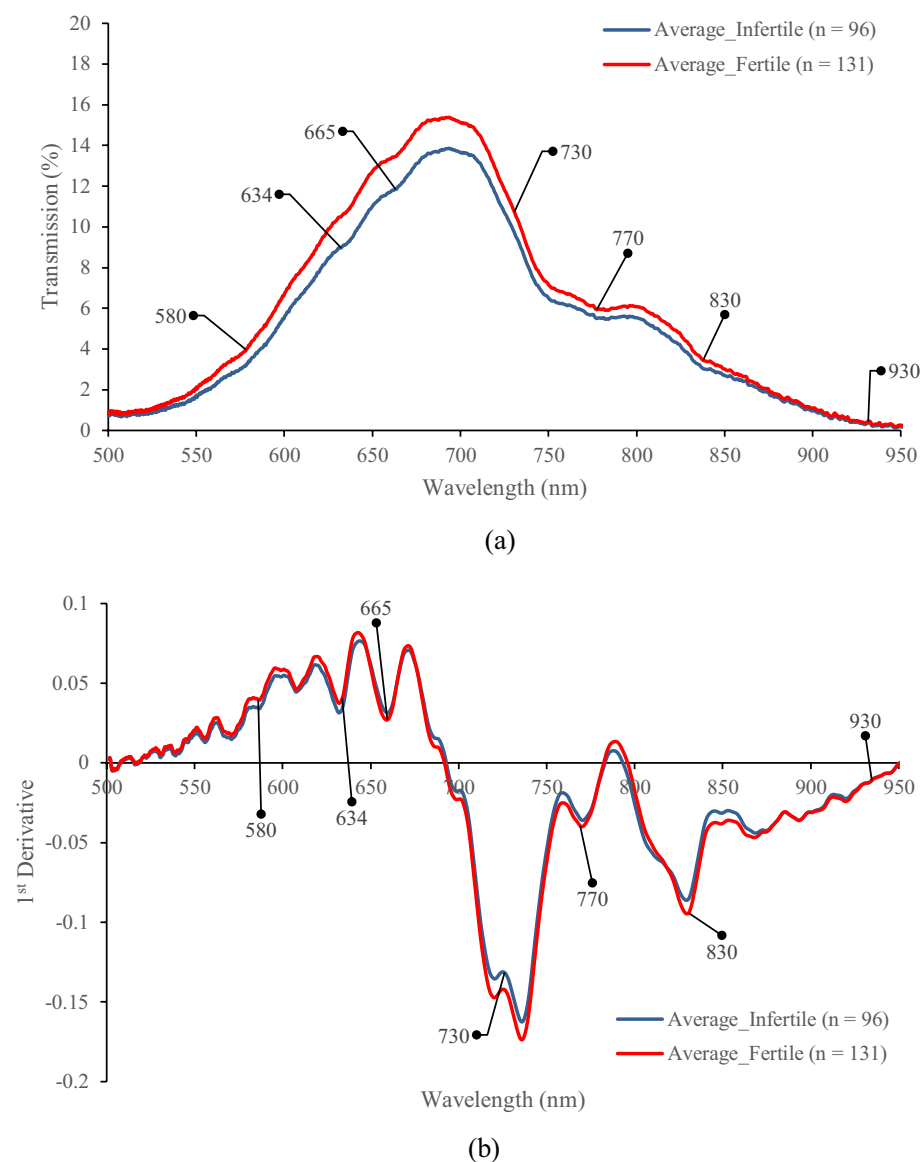 20
18
16
14
12
10
8
6
4
2
0
Transmission (%)
Average_Infertile (n = 96)
Average_Fertile (n = 131)
665
634
580
730
770
830
930
500 550 600 650 700 750 800 850 900 950
Wavelength (nm)
(a)
0.1
0.05
0
-0.05
-0.1
-0.15
-0.2
1st Derivative
665
930
500 550 600 650 700 750 800 850 900 950
580
634
770
830
730
Average_Infertile (n = 96)
Average_Fertile (n = 131)
Wavelength (nm)
(b)